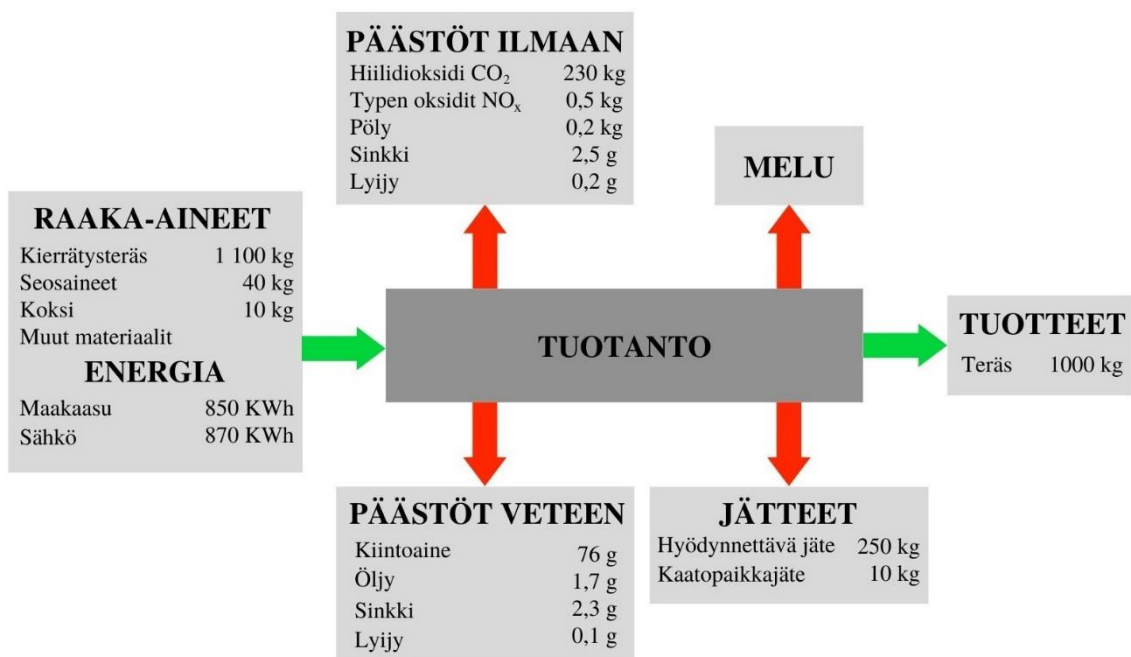 PÄÄSTÖT ILMAAN
Hiilidioksidi CO₂ 230 kg
Typen oksidit NOₓ 0,5 kg
Pöly 0,2 kg
Sinkki 2,5 g
Lyijy 0,2 g
MELU
RAAKA-AINEET
Kierrätysteräs 1 100 kg
Seosaineet 40 kg
Koksi 10 kg
Muut materiaalit
ENERGIA
Maakaasu 850 KWh
Sähkö 870 KWh
TUOTANTO
TUOTTEET
Teräs 1000 kg
PÄÄSTÖT VETEEN
Kiintoaine 76 g
Öljy 1,7 g
Sinkki 2,3 g
Lyijy 0,1 g
JÄTTEET
Hyödynnettävä jäte 250 kg
Kaatopaikkajäte 10 kg